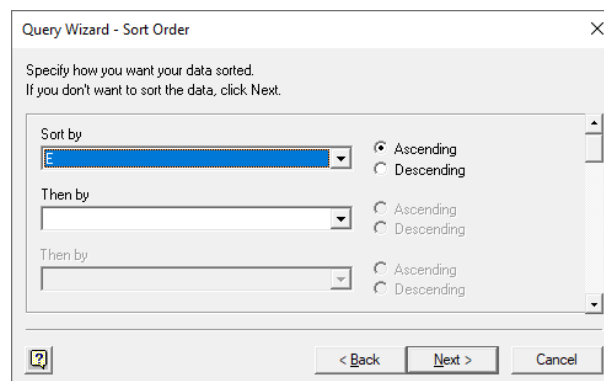 Query Wizard - Sort Order
Specify how you want your data sorted.
If you don't want to sort the data, click Next.
Sort by
E
Ascending
Descending
Then by
Ascending
Descending
Then by
Ascending
Descending
?
< Back
Next >
Cancel